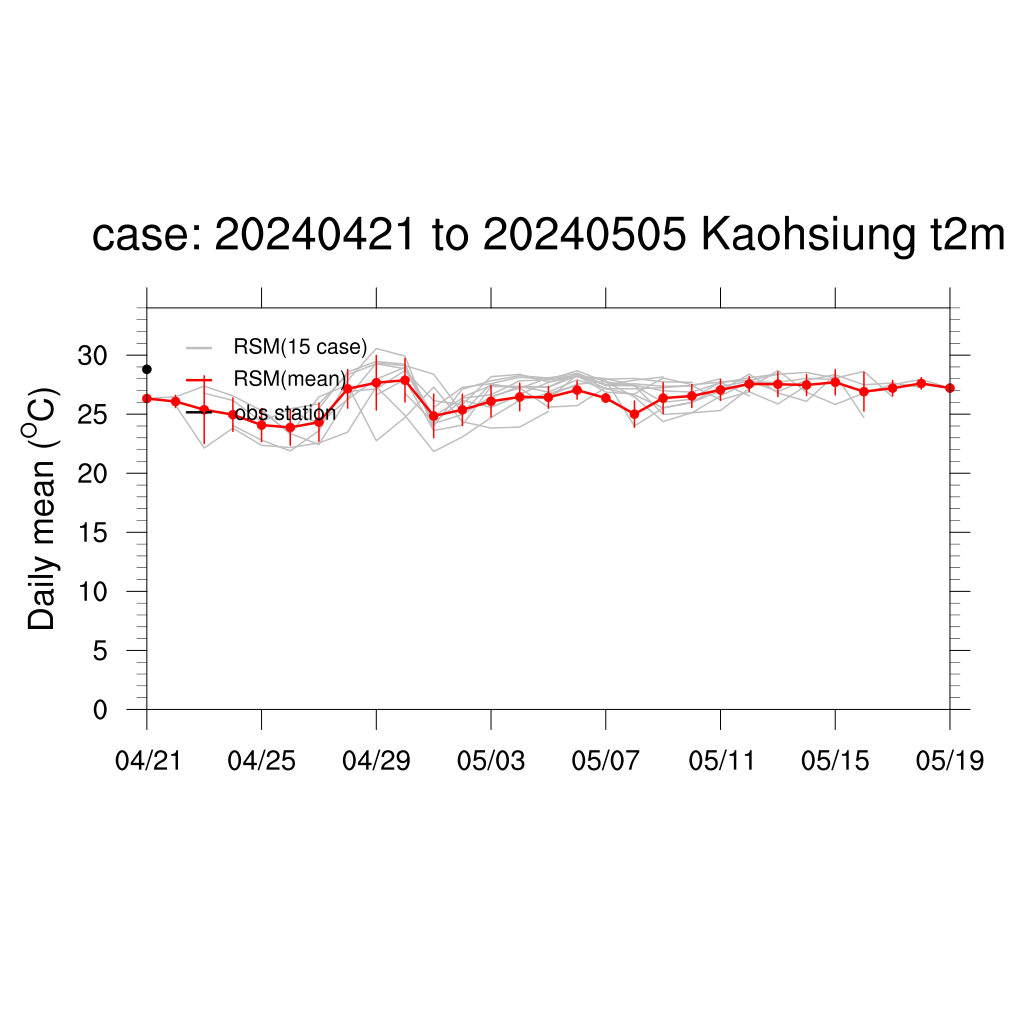 case: 20240421 to 20240505 Kaohsiung t2m
Daily mean (°C)
RSM(15 case)
RSM(mean)
obs station
30
25
20
15
10
5
0
04/21 04/25 04/29 05/03 05/07 05/11 05/15 05/19